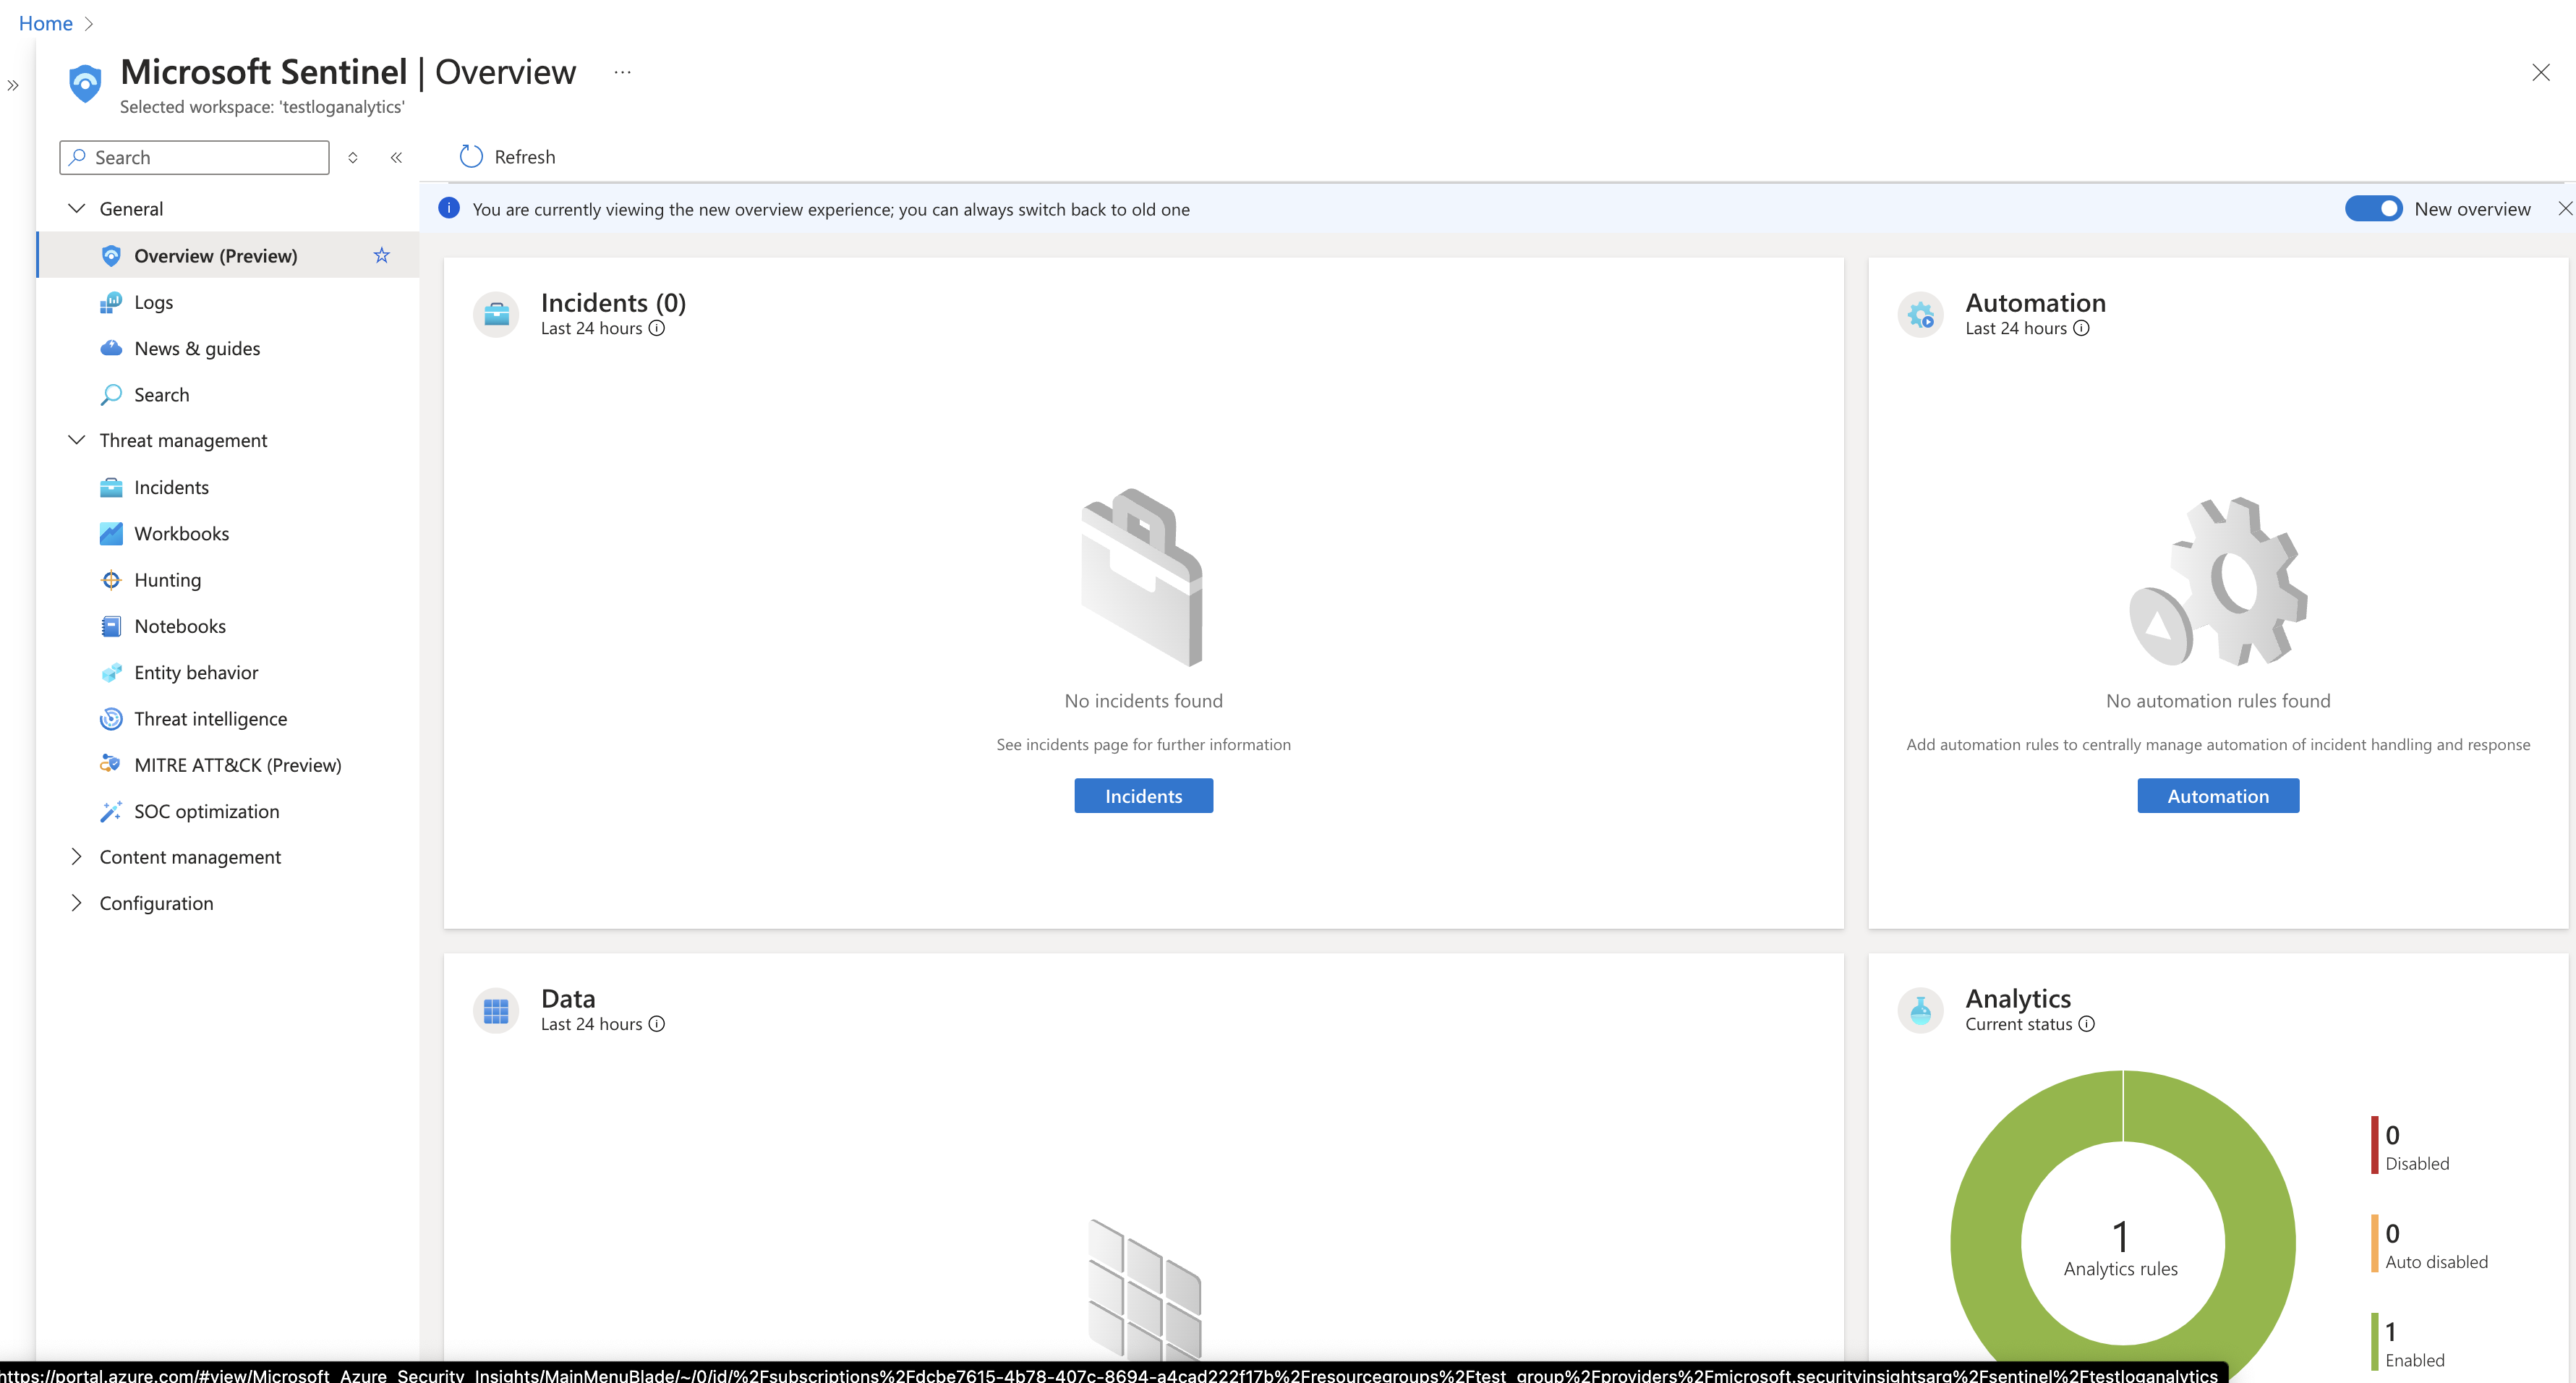 Home
Microsoft Sentinel | Overview ...
Selected workspace: 'testloganalytics'
Search
Refresh
General
Overview (Preview)
Logs
News & guides
Search
Threat management
Incidents
Workbooks
Hunting
Notebooks
Entity behavior
Threat intelligence
MITRE ATT&CK (Preview)
SOC optimization
Content management
Configuration
You are currently viewing the new overview experience; you can always switch back to old one
New overview
Incidents (0)
Last 24 hours
No incidents found
See incidents page for further information
Incidents
Automation
Last 24 hours
No automation rules found
Add automation rules to centrally manage automation of incident handling and response
Automation
Data
Last 24 hours
Analytics
Current status
1
Analytics rules
0
Disabled
0
Auto disabled
1
Enabled
https://portal.azure.com/#view/Microsoft_Azure_Security_Insights/MainMenuBlade/~/0/id/%2Fsubscriptions%2Fdcbe7615-4b78-407c-8694-a4cad222f17b%2Fresourcegroups%2Ftest_group%2Fproviders%2Fmicrosoft.securityinsightsarg%2Fsentinel%2Ftestloganalytics